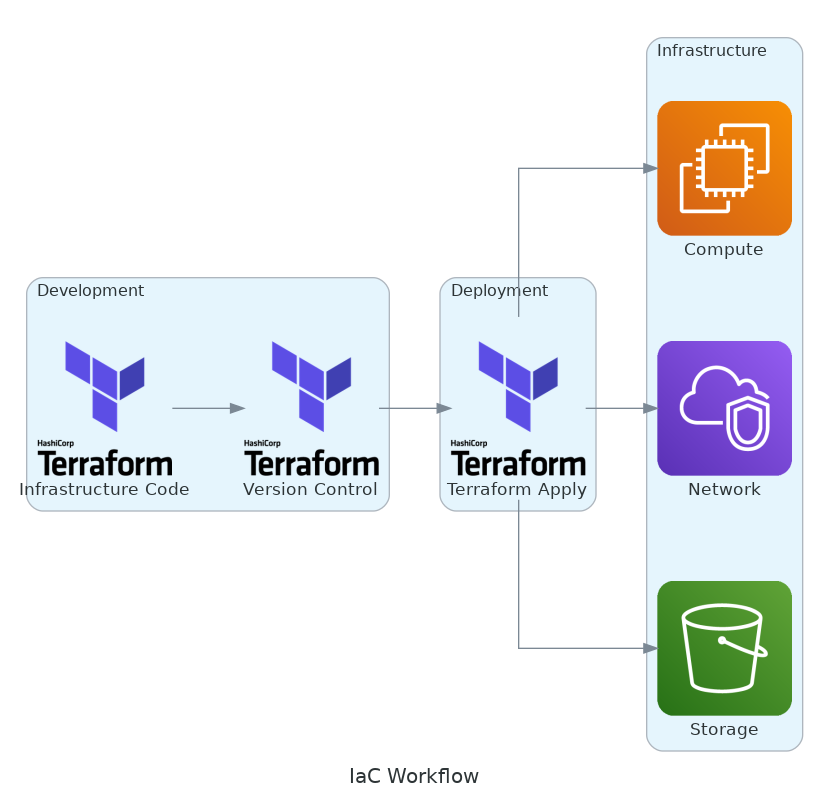 Infrastructure
Compute
Development
Deployment
HashiCorp
Terraform
Infrastructure Code
HashiCorp
Terraform
Version Control
HashiCorp
Terraform
Terraform Apply
Network
Storage
IaC Workflow